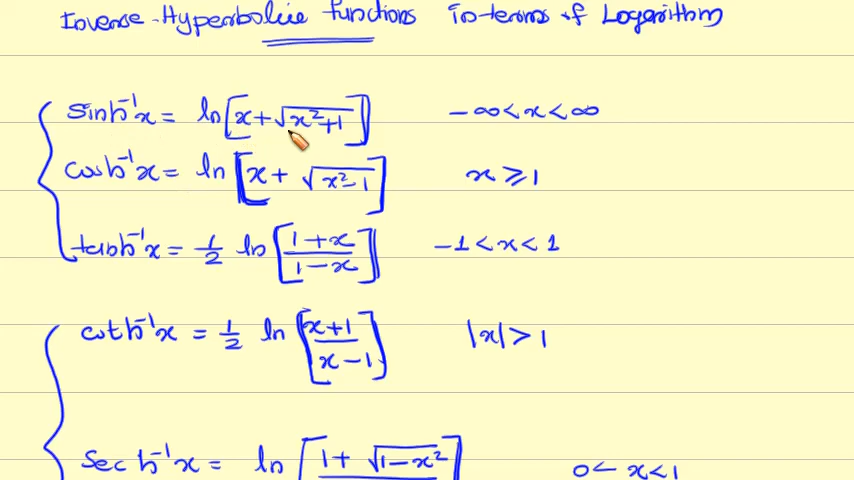 Inverse-Hyperbolic functions in-terms of Logarithm
sinh⁻¹x = ln[x+√(x²+1)] -∞<x<∞
cosh⁻¹x = ln[x+√(x²-1)] x≥1
tanh⁻¹x = 1/2 ln[(1+x)/(1-x)] -1<x<1
coth⁻¹x = 1/2 ln[(x+1)/(x-1)] |x|>1
Sech⁻¹x = ln[1+√(1-x²) 0<x<1